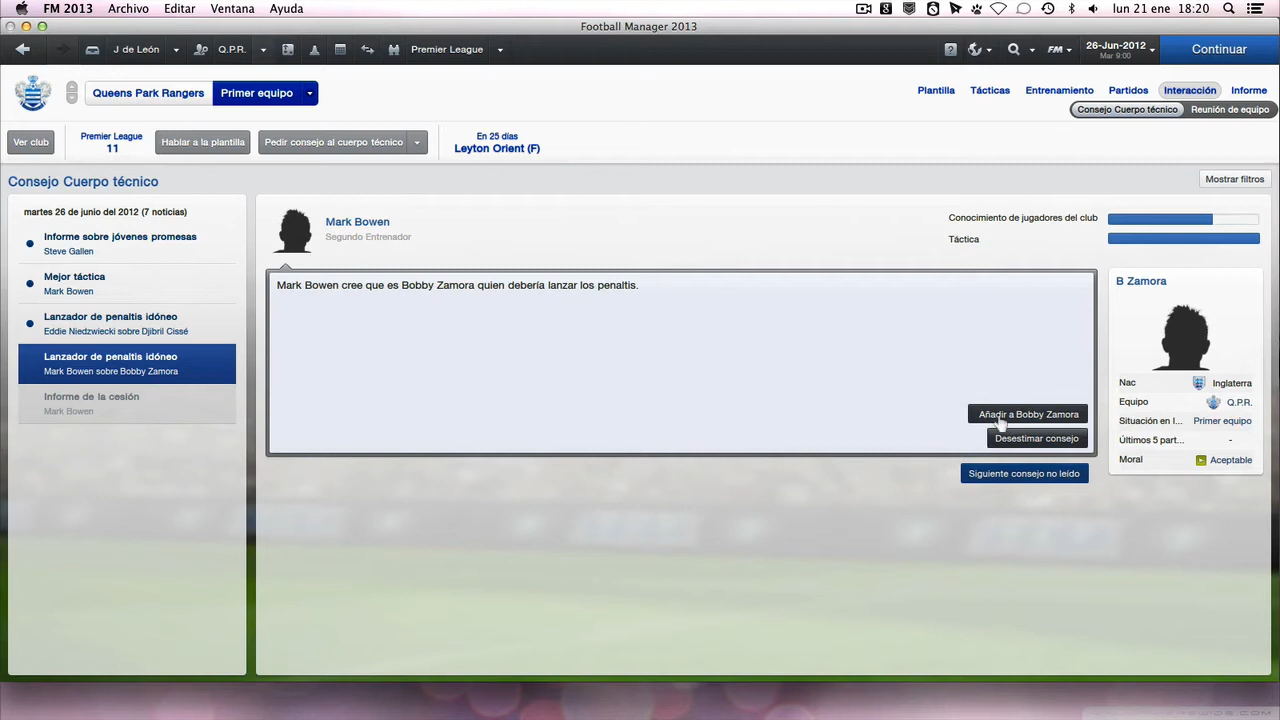 FM 2013 Archivo Editar Ventana Ayuda lun 21 ene 18:20
Football Manager 2013
J de León Q.P.R. Premier League FM 26-Jun-2012 Continuar
Mar 9:00
Queens Park Rangers Primer equipo
Plantilla Tácticas Entrenamiento Partidos Interacción Informe
Consejo Cuerpo técnico Reunión de equipo
Ver club
Premier League
11
Hablar a la plantilla
Pedir consejo al cuerpo técnico
En 25 días
Leyton Orient (F)
Consejo Cuerpo técnico
Mostrar filtros
martes 26 de junio del 2012 (7 noticias)
Informe sobre jóvenes promesas
Steve Gallen
Mejor táctica
Mark Bowen
Lanzador de penaltis idóneo
Eddie Niedzwiecki sobre Djibril Cissé
Lanzador de penaltis idóneo
Mark Bowen sobre Bobby Zamora
Informe de la cesión
Mark Bowen
Mark Bowen
Segundo Entrenador
Conocimiento de jugadores del club
Táctica
Mark Bowen cree que es Bobby Zamora quien debería lanzar los penaltis.
Añadir a Bobby Zamora
Desestimar consejo
Siguiente consejo no leído
B Zamora
Nac Inglaterra
Equipo Q.P.R.
Situación en l... Primer equipo
Últimos 5 part... -
Moral Aceptable